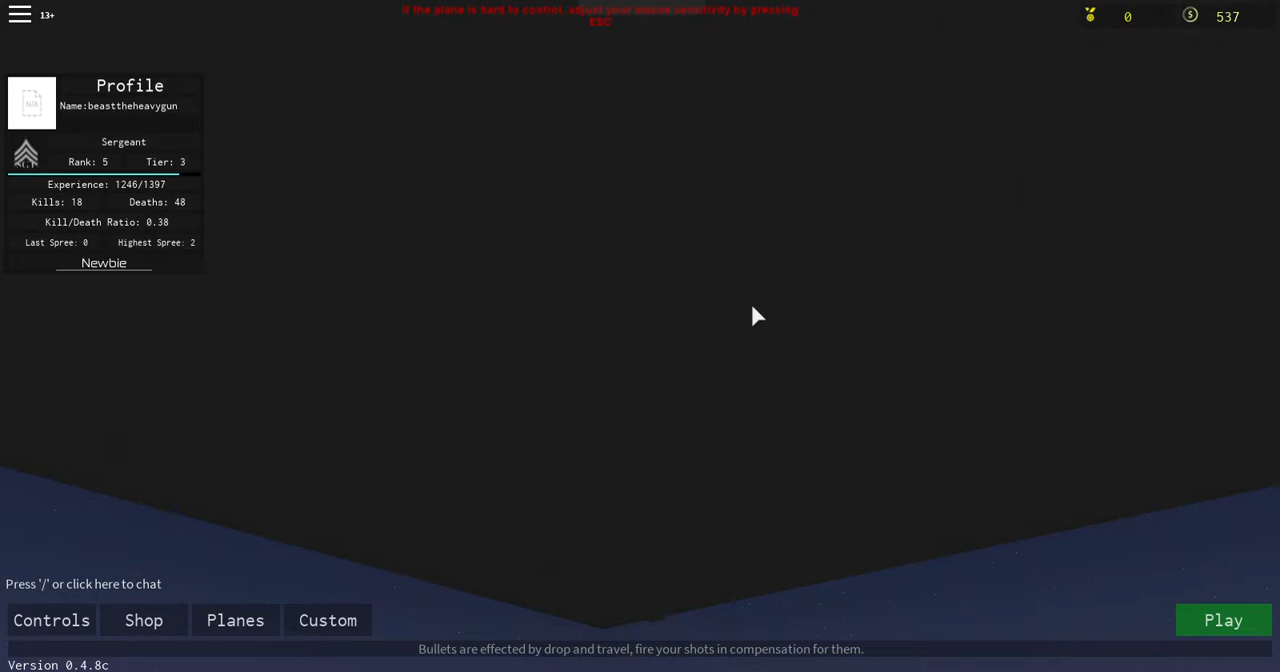 13+
If the plane is hard to control, adjust your mouse sensitivity by pressing
ESC
0
537
Profile
N/A
Name:beasttheheavygun
Sergeant
Rank: 5 Tier: 3
Experience: 1246/1397
Kills: 18 Deaths: 48
Kill/Death Ratio: 0.38
Last Spree: 0 Highest Spree: 2
Newbie
Press '/' or click here to chat
Controls Shop Planes Custom Play
Bullets are effected by drop and travel, fire your shots in compensation for them.
Version 0.4.8c